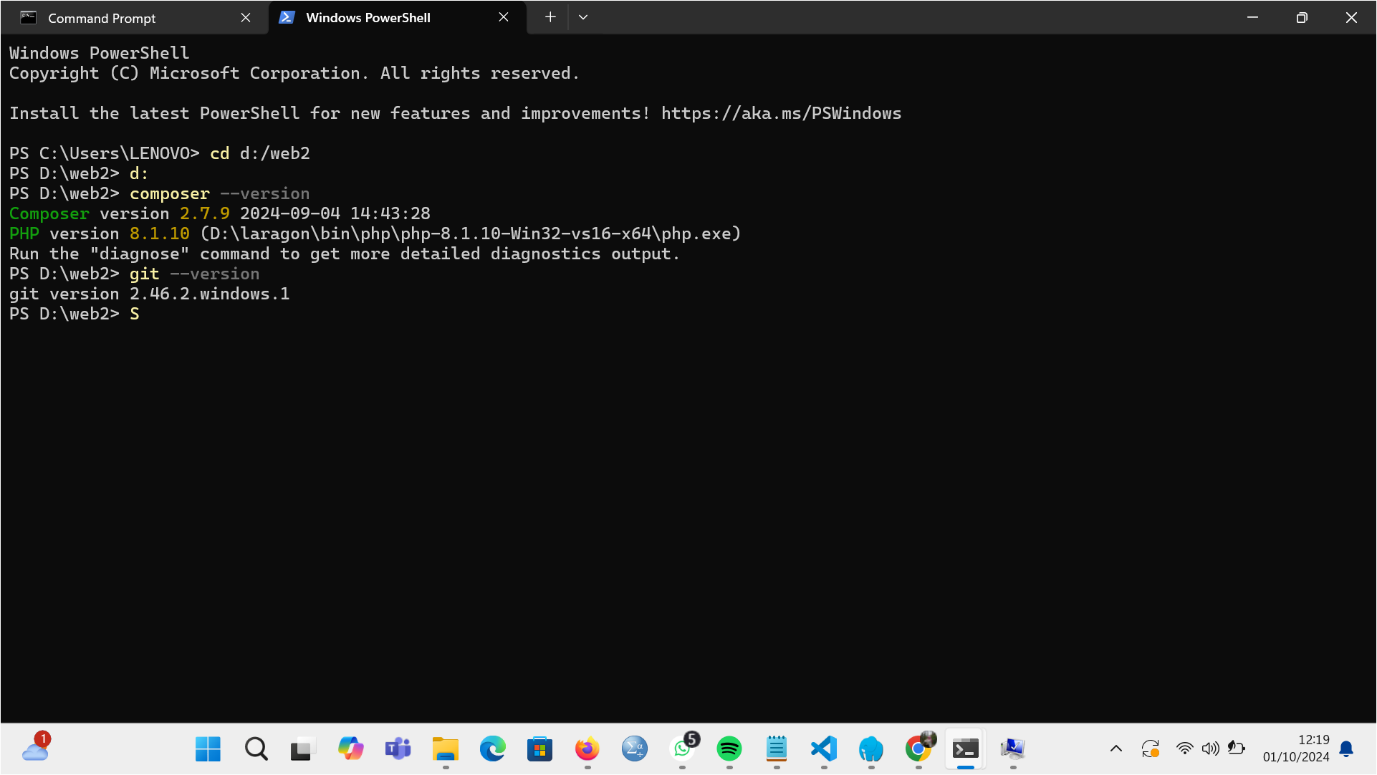 Command Prompt
Windows PowerShell
Windows PowerShell
Copyright (C) Microsoft Corporation. All rights reserved.
Install the latest PowerShell for new features and improvements! https://aka.ms/PSWindows
PS C:\Users\LENOVO> cd d:/web2
PS D:\web2> d:
PS D:\web2> composer --version
Composer version 2.7.9 2024-09-04 14:43:28
PHP version 8.1.10 (D:\laragon\bin\php\php-8.1.10-Win32-vs16-x64\php.exe)
Run the "diagnose" command to get more detailed diagnostics output.
PS D:\web2> git --version
git version 2.46.2.windows.1
PS D:\web2> S
1
5
12:19
01/10/2024